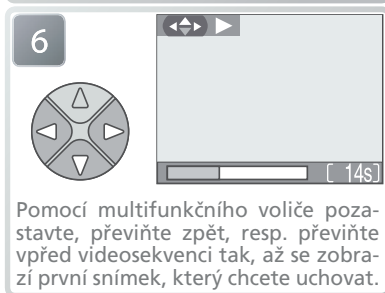 6
[ 14s]
Pomocí multifunkčního voliče poza-
stavte, převiňte zpět, resp. převiňte
vpřed videosekvenci tak, až se zobra-
zí první snímek, který chcete uchovat.